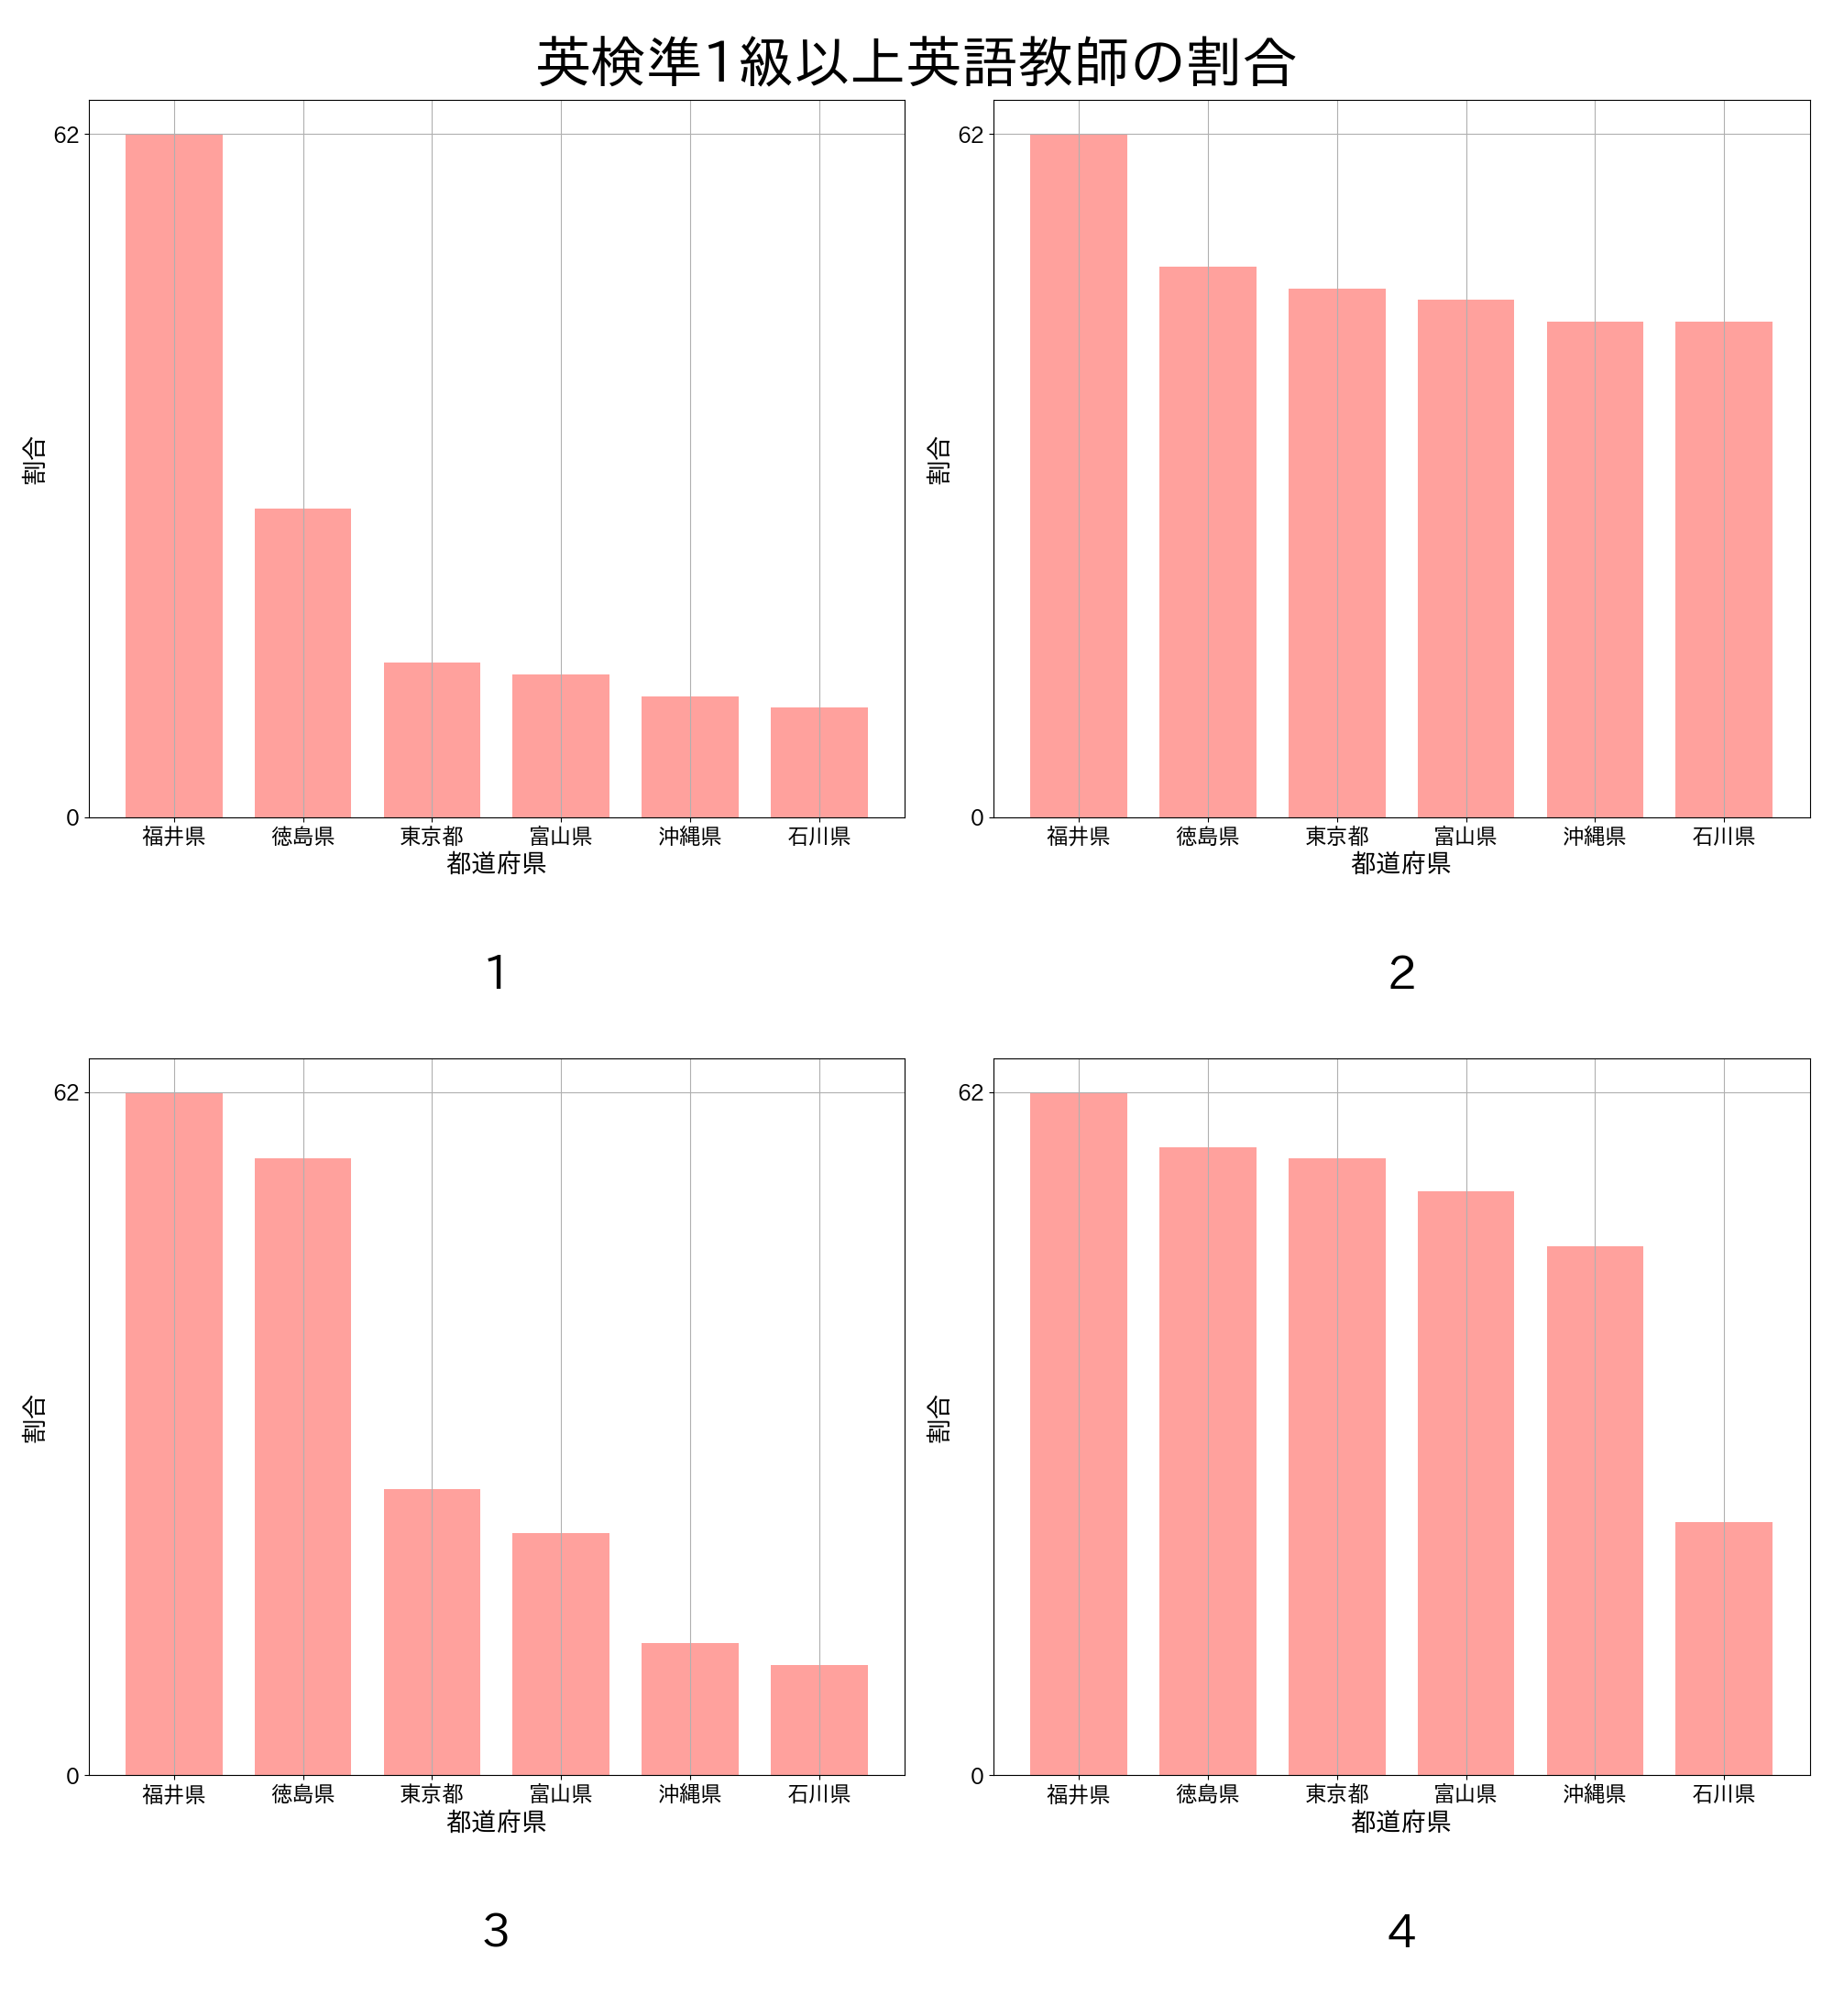 英検準1級以上英語教師の割合
62
0
割合
福井県 徳島県 東京都 富山県 沖縄県 石川県
都道府県
1
62
0
割合
福井県 徳島県 東京都 富山県 沖縄県 石川県
都道府県
2
62
0
割合
福井県 徳島県 東京都 富山県 沖縄県 石川県
都道府県
3
62
0
割合
福井県 徳島県 東京都 富山県 沖縄県 石川県
都道府県
4